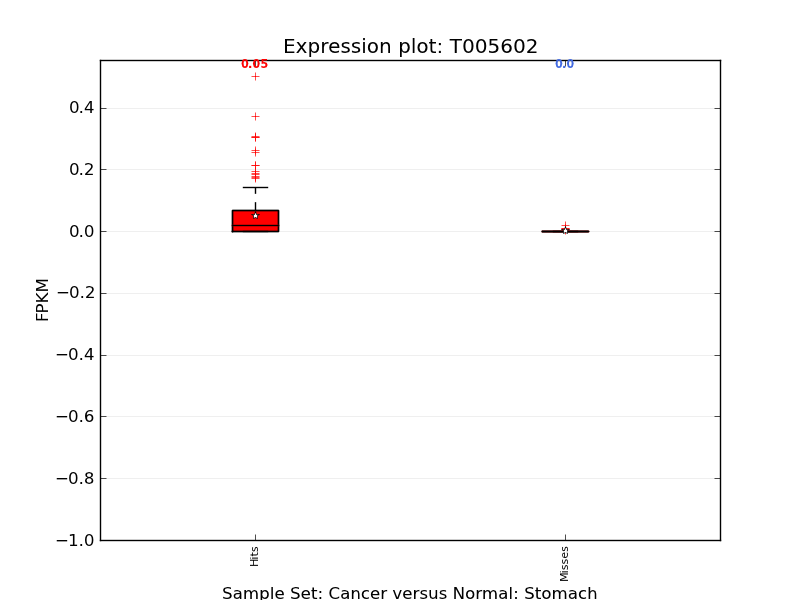 Expression plot: T005602
0.05
0.0
0.4
0.2
0.0
−0.2
−0.4
−0.6
−0.8
−1.0
FPKM
Hits
Misses
Sample Set: Cancer versus Normal: Stomach